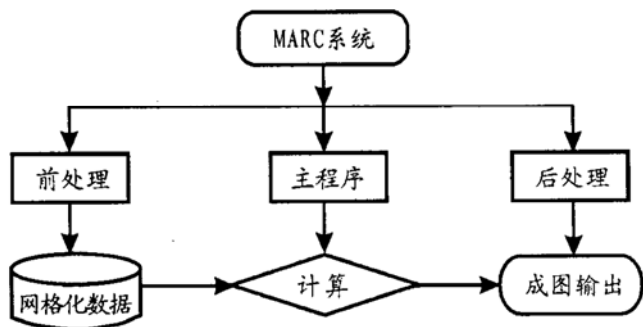 MARC系统
前处理
主程序
后处理
网格化数据
计算
成图输出